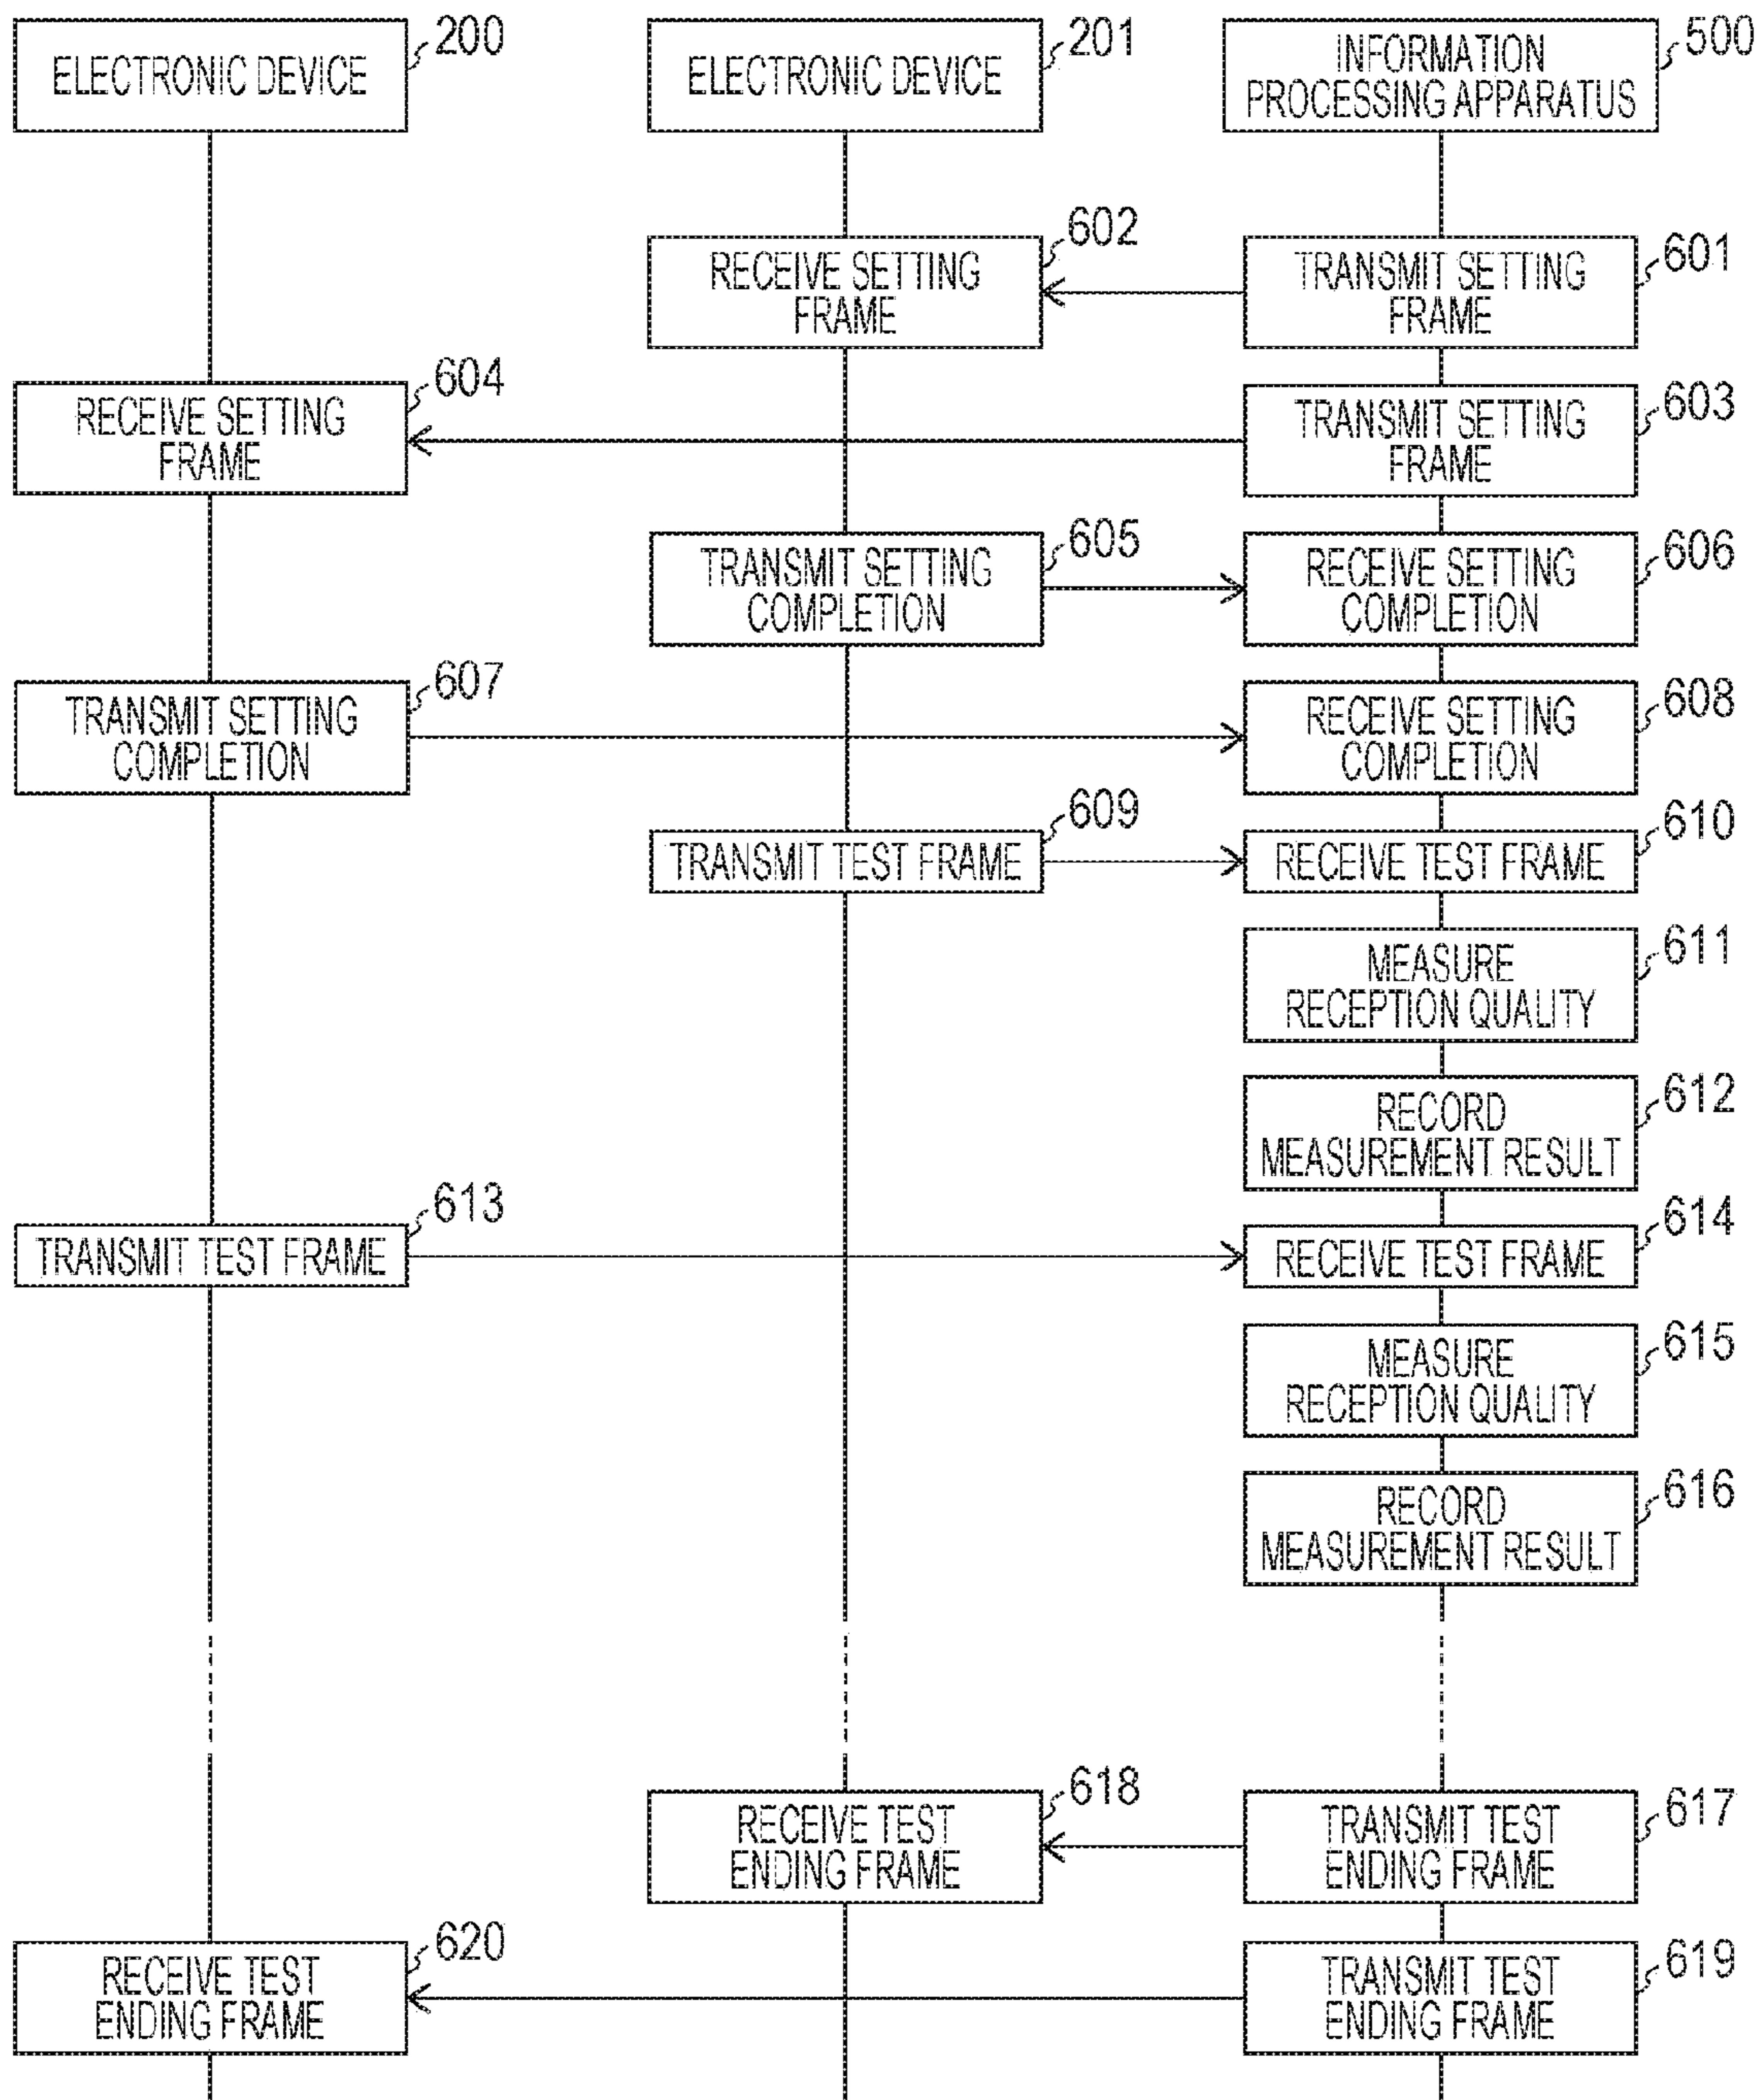 200
ELECTRONIC DEVICE
201
ELECTRONIC DEVICE
500
INFORMATION
PROCESSING APPARATUS
602
RECEIVE SETTING
FRAME
601
TRANSMIT SETTING
FRAME
604
RECEIVE SETTING
FRAME
603
TRANSMIT SETTING
FRAME
605
TRANSMIT SETTING
COMPLETION
606
RECEIVE SETTING
COMPLETION
607
TRANSMIT SETTING
COMPLETION
608
RECEIVE SETTING
COMPLETION
609
TRANSMIT TEST FRAME
610
RECEIVE TEST FRAME
611
MEASURE
RECEPTION QUALITY
612
RECORD
MEASUREMENT RESULT
613
TRANSMIT TEST FRAME
614
RECEIVE TEST FRAME
615
MEASURE
RECEPTION QUALITY
616
RECORD
MEASUREMENT RESULT
618
RECEIVE TEST
ENDING FRAME
617
TRANSMIT TEST
ENDING FRAME
620
RECEIVE TEST
ENDING FRAME
619
TRANSMIT TEST
ENDING FRAME